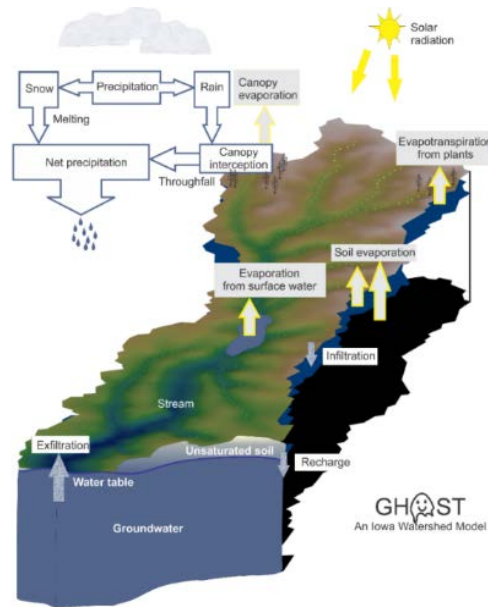 Solar
radiation
Snow
Precipitation
Rain
Canopy
evaporation
Melting
Net precipitation
Canopy
interception
Throughfall
Evapotranspiration
from plants
Soil evaporation
Evaporation
from surface water
Infiltration
Stream
Exfiltration
Unsaturated soil
Recharge
Water table
Groundwater
GHOST
An Iowa Watershed Model